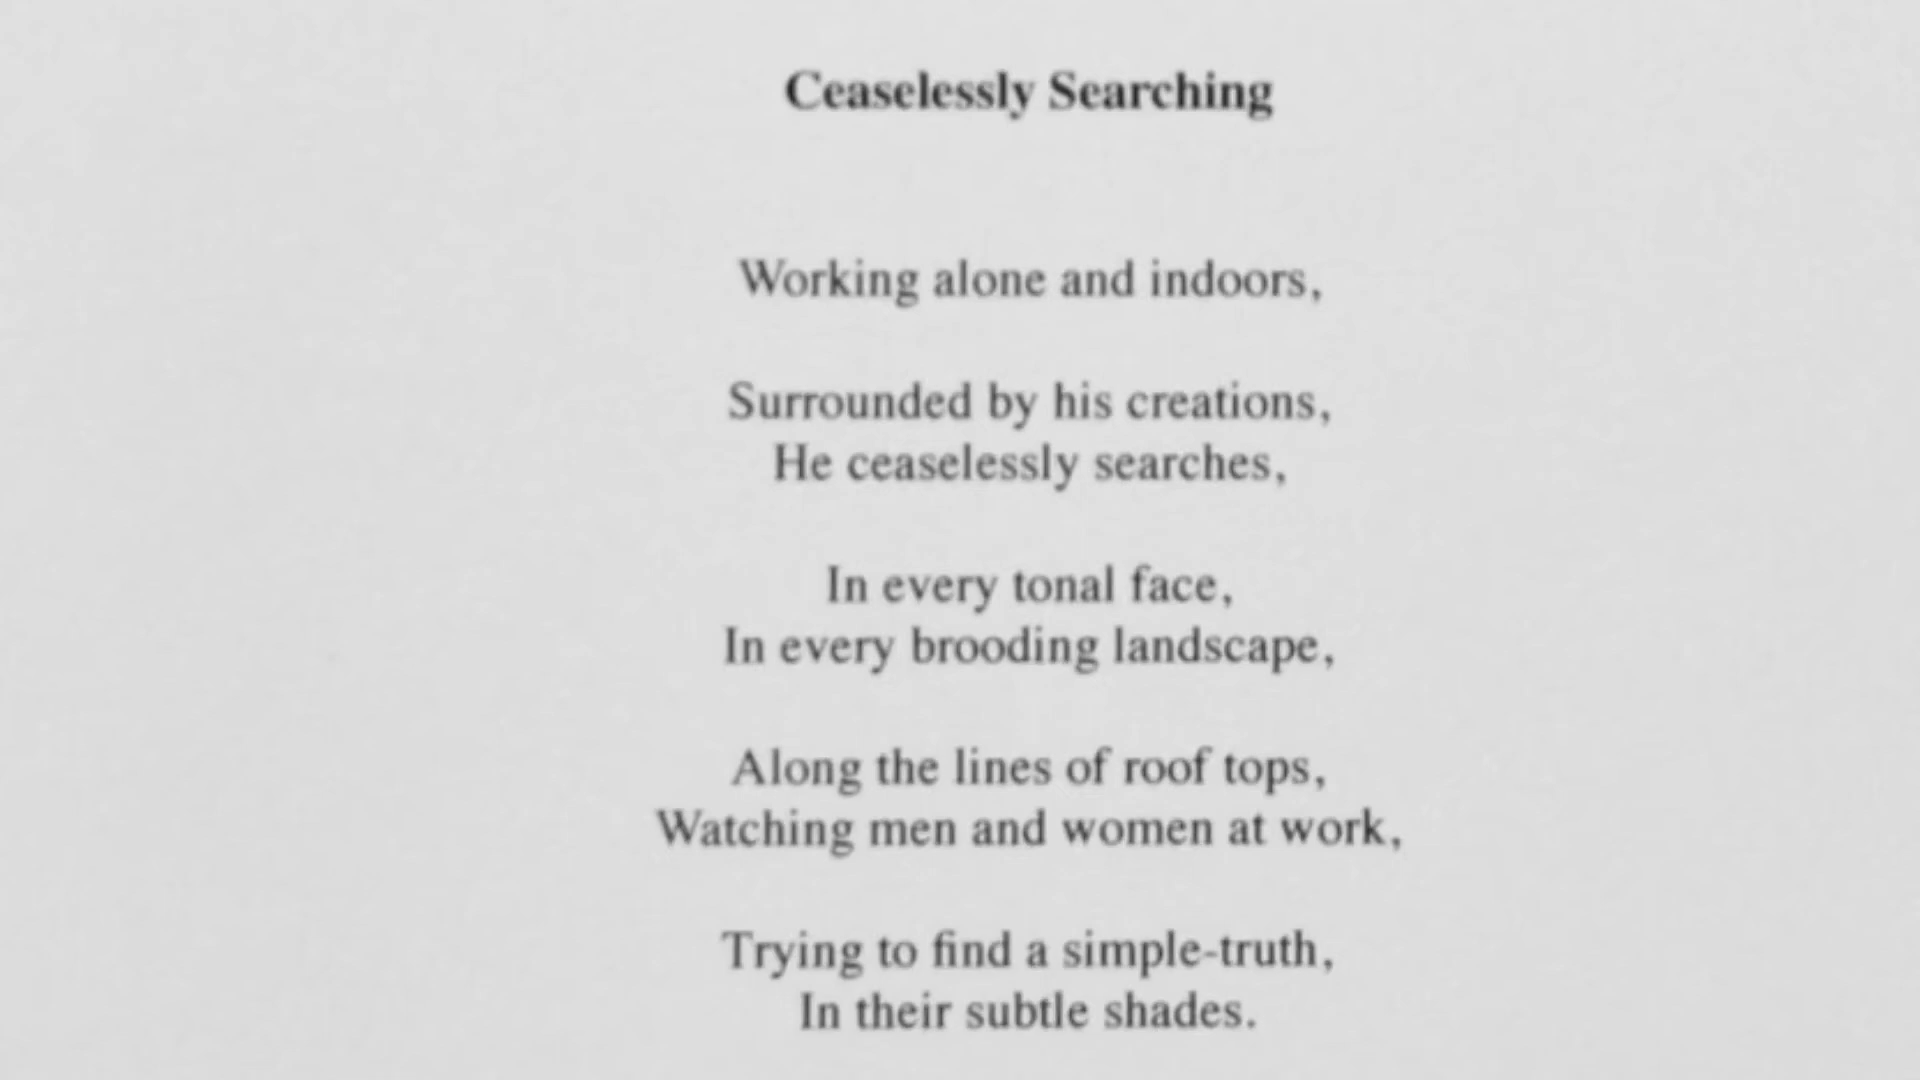 Ceaselessly Searching
Working alone and indoors,
Surrounded by his creations,
He ceaselessly searches,
In every tonal face,
In every brooding landscape,
Along the lines of roof tops,
Watching men and women at work,
Trying to find a simple-truth,
In their subtle shades.